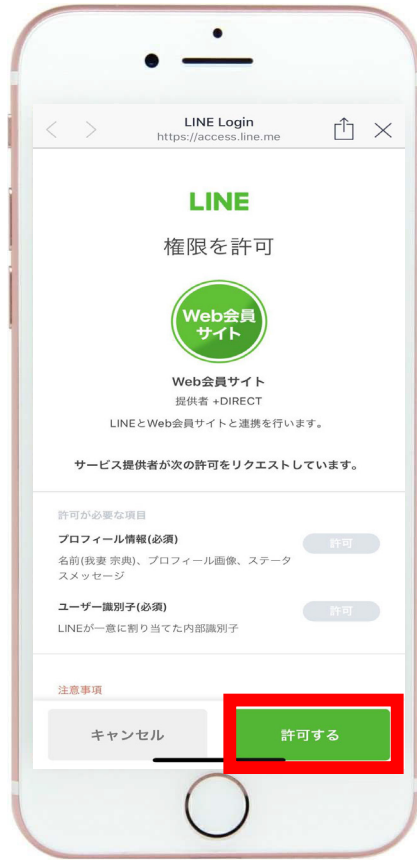 LINE Login
https://access.line.me
LINE
権限を許可
Web会員
サイト
Web会員サイト
提供者 +DIRECT
LINEとWeb会員サイトと連携を行います。
サービス提供者が次の許可をリクエストしています。
許可が必要な項目
プロフィール情報(必須)
許可
名前(我妻 宗典)、プロフィール画像、ステータ
スメッセージ
ユーザー識別子(必須)
許可
LINEが一意に割り当てた内部識別子
注意事項
キャンセル
許可する